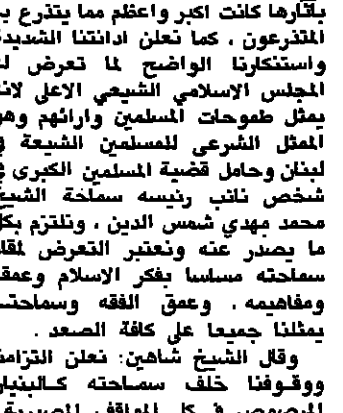 بآثارها كانت اكبر واعظم مما يتذرع به
المتذرعون ، كما نعلن ادانتنا الشديدة
واستنكارنا الواضح لما تعرض له
المجلس الاسلامي الشيعي الاعلى لانه
يمثل طموحات المسلمين وارائهم وهو
الممثل الشرعي للمسلمين الشيعة في
لبنان وحامل قضية المسلمين الكبرى في
شخص نائب رئيسه سماحة الشيخ
محمد مهدي شمس الدين ، ونلتزم بكل
ما يصدر عنه ونعتبر التعرض لمقام
سماحته مساسا بفكر الاسلام وعمقه
ومفاهيمه ، وعمق الفقه وسماحته
يمثلنا جميعا على كافة الصعد .
وقال الشيخ شاهين: نعلن التزامنا
ووقوفنا خلف سماحته كالبنيان
المرصوص في كل المواقف المصيرية